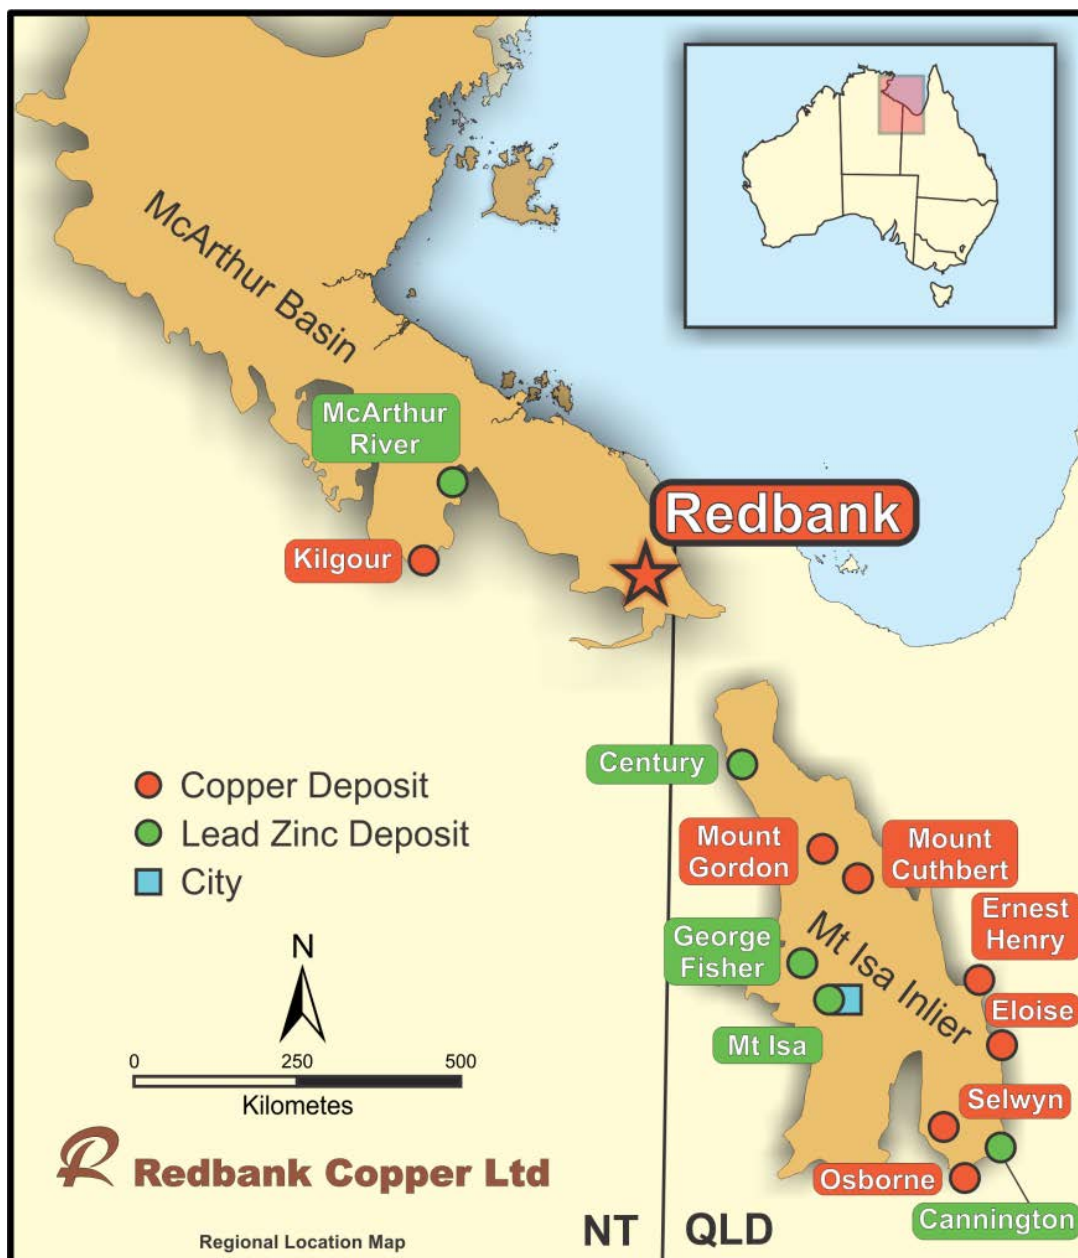 McArthur Basin
McArthur
River
Kilgour
Redbank
Century
Mount
Gordon
Mount
Cuthbert
Ernest
Henry
George
Fisher
Mt Isa Inlier
Eloise
Mt Isa
Selwyn
Osborne
Cannington
Copper Deposit
Lead Zinc Deposit
City
N
0 250 500
Kilometes
R Redbank Copper Ltd
Regional Location Map
NT QLD